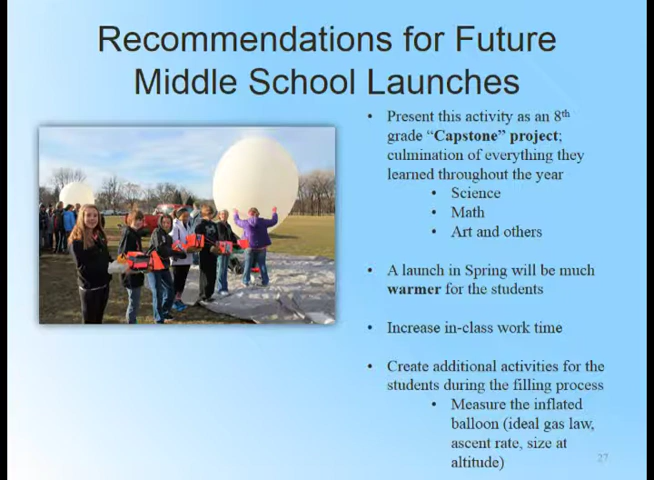 Recommendations for Future
Middle School Launches
• Present this activity as an 8th
grade “Capstone” project;
culmination of everything they
learned throughout the year
• Science
• Math
• Art and others
• A launch in Spring will be much
warmer for the students
• Increase in-class work time
• Create additional activities for the
students during the filling process
• Measure the inflated
balloon (ideal gas law,
ascent rate, size at
altitude)
27